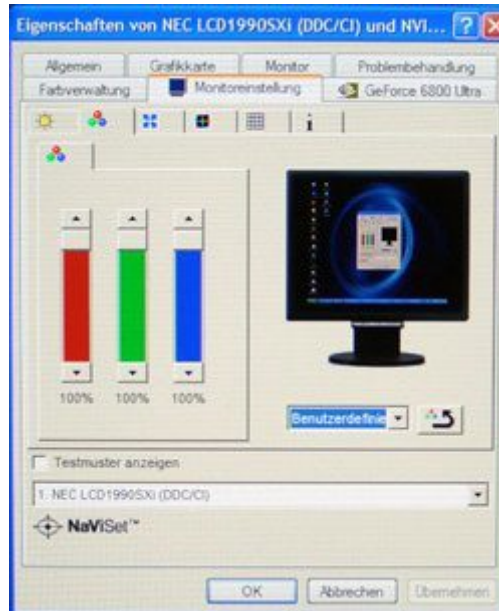 Eigenschaften von NEC LCD1990SXi (DDC/CI) und NVI...
Allgemein Grafikkarte Monitor Problembehandlung
Farbverwaltung Monitoreinstellung GeForce 6800 Ultra
i
100% 100% 100%
Benutzerdefinie
Testmuster anzeigen
1. NEC LCD1990SXi (DDC/CI)
NaViSet™
OK Abbrechen Übernehmen